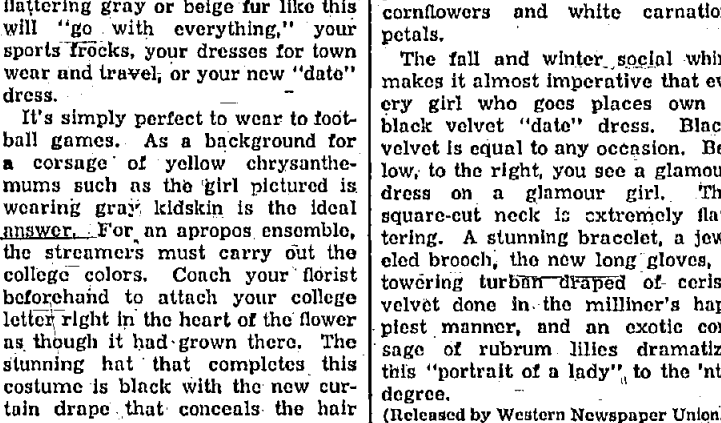 flattering gray or beige fur like this
will "go with everything," your
sports frocks, your dresses for town
wear and travel, or your new "date"
dress.
It's simply perfect to wear to foot-
ball games. As a background for
a corsage of yellow chrysanthe-
mums such as the girl pictured is
wearing gray kidskin is the ideal
answer. For an apropos ensemble,
the streamers must carry out the
college colors. Coach your florist
beforehand to attach your college
letter right in the heart of the flower
as though it had grown there. The
stunning hat that completes this
costume is black with the new cur-
tain drape that conceals the hair
cornflowers and white carnatio
petals.
The fall and winter social whir
makes it almost imperative that ev
ery girl who goes places own
black velvet "date" dress. Blac
velvet is equal to any occasion. Be
low, to the right, you see a glamou
dress on a glamour girl. Th
square-cut neck is extremely fla
tering. A stunning bracelet, a jew
eled brooch, the new long gloves,
towering turban draped of ceris
velvet done in the milliner's hap
piest manner, and an exotic cor
sage of rubrum lilies dramatiz
this "portrait of a lady" to the 'nt
degree.
(Released by Western Newspaper Union.